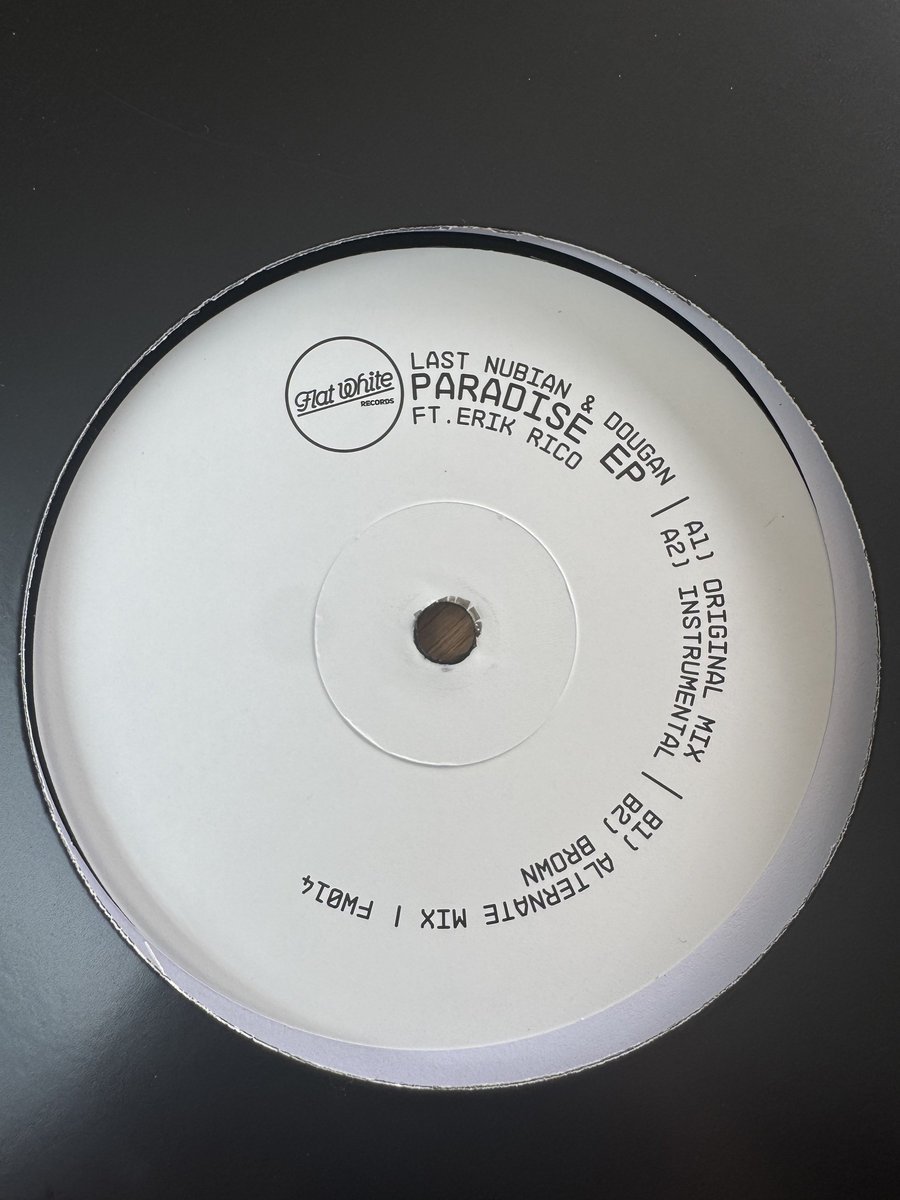 Flat White
RECORDS
LAST NUBIAN & DOUGAN
PARADISE EP
FT.ERIK RICO
A1) ORIGINAL MIX
A2) INSTRUMENTAL
B1) ALTERNATE MIX
B2) BROWN
FW014